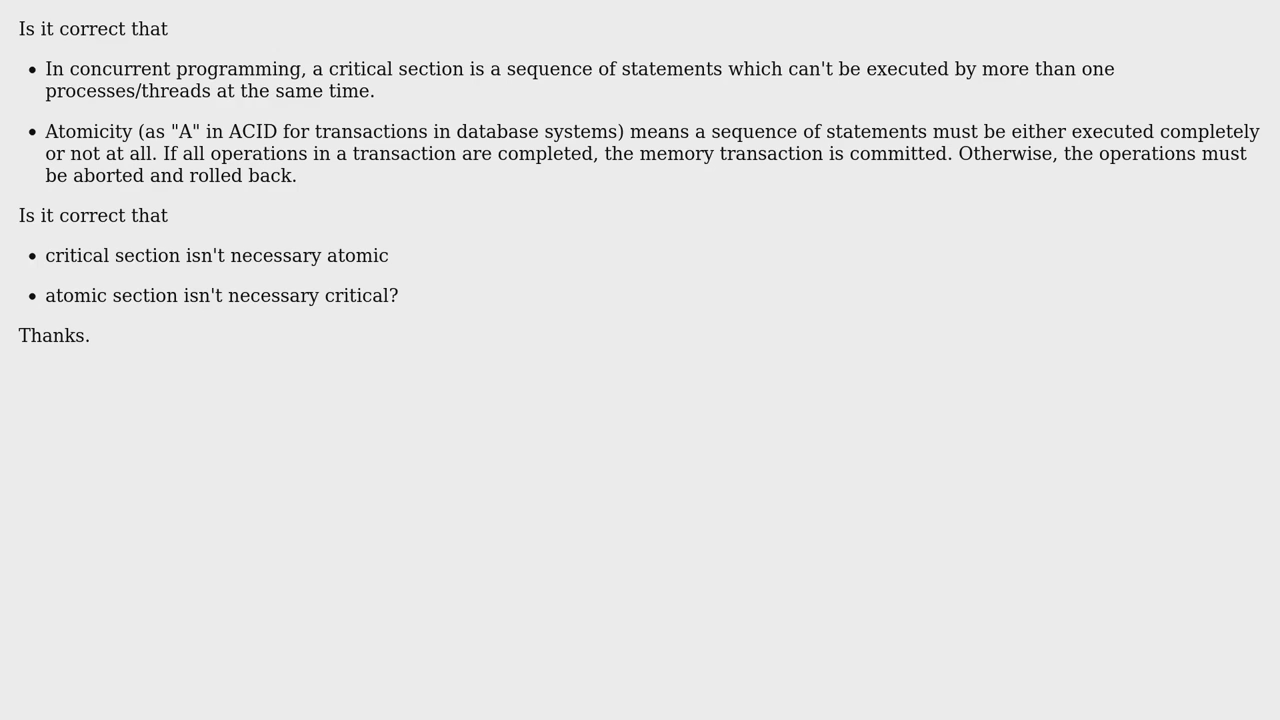 Is it correct that
• In concurrent programming, a critical section is a sequence of statements which can't be executed by more than one
processes/threads at the same time.
• Atomicity (as "A" in ACID for transactions in database systems) means a sequence of statements must be either executed completely
or not at all. If all operations in a transaction are completed, the memory transaction is committed. Otherwise, the operations must
be aborted and rolled back.
Is it correct that
• critical section isn't necessary atomic
• atomic section isn't necessary critical?
Thanks.